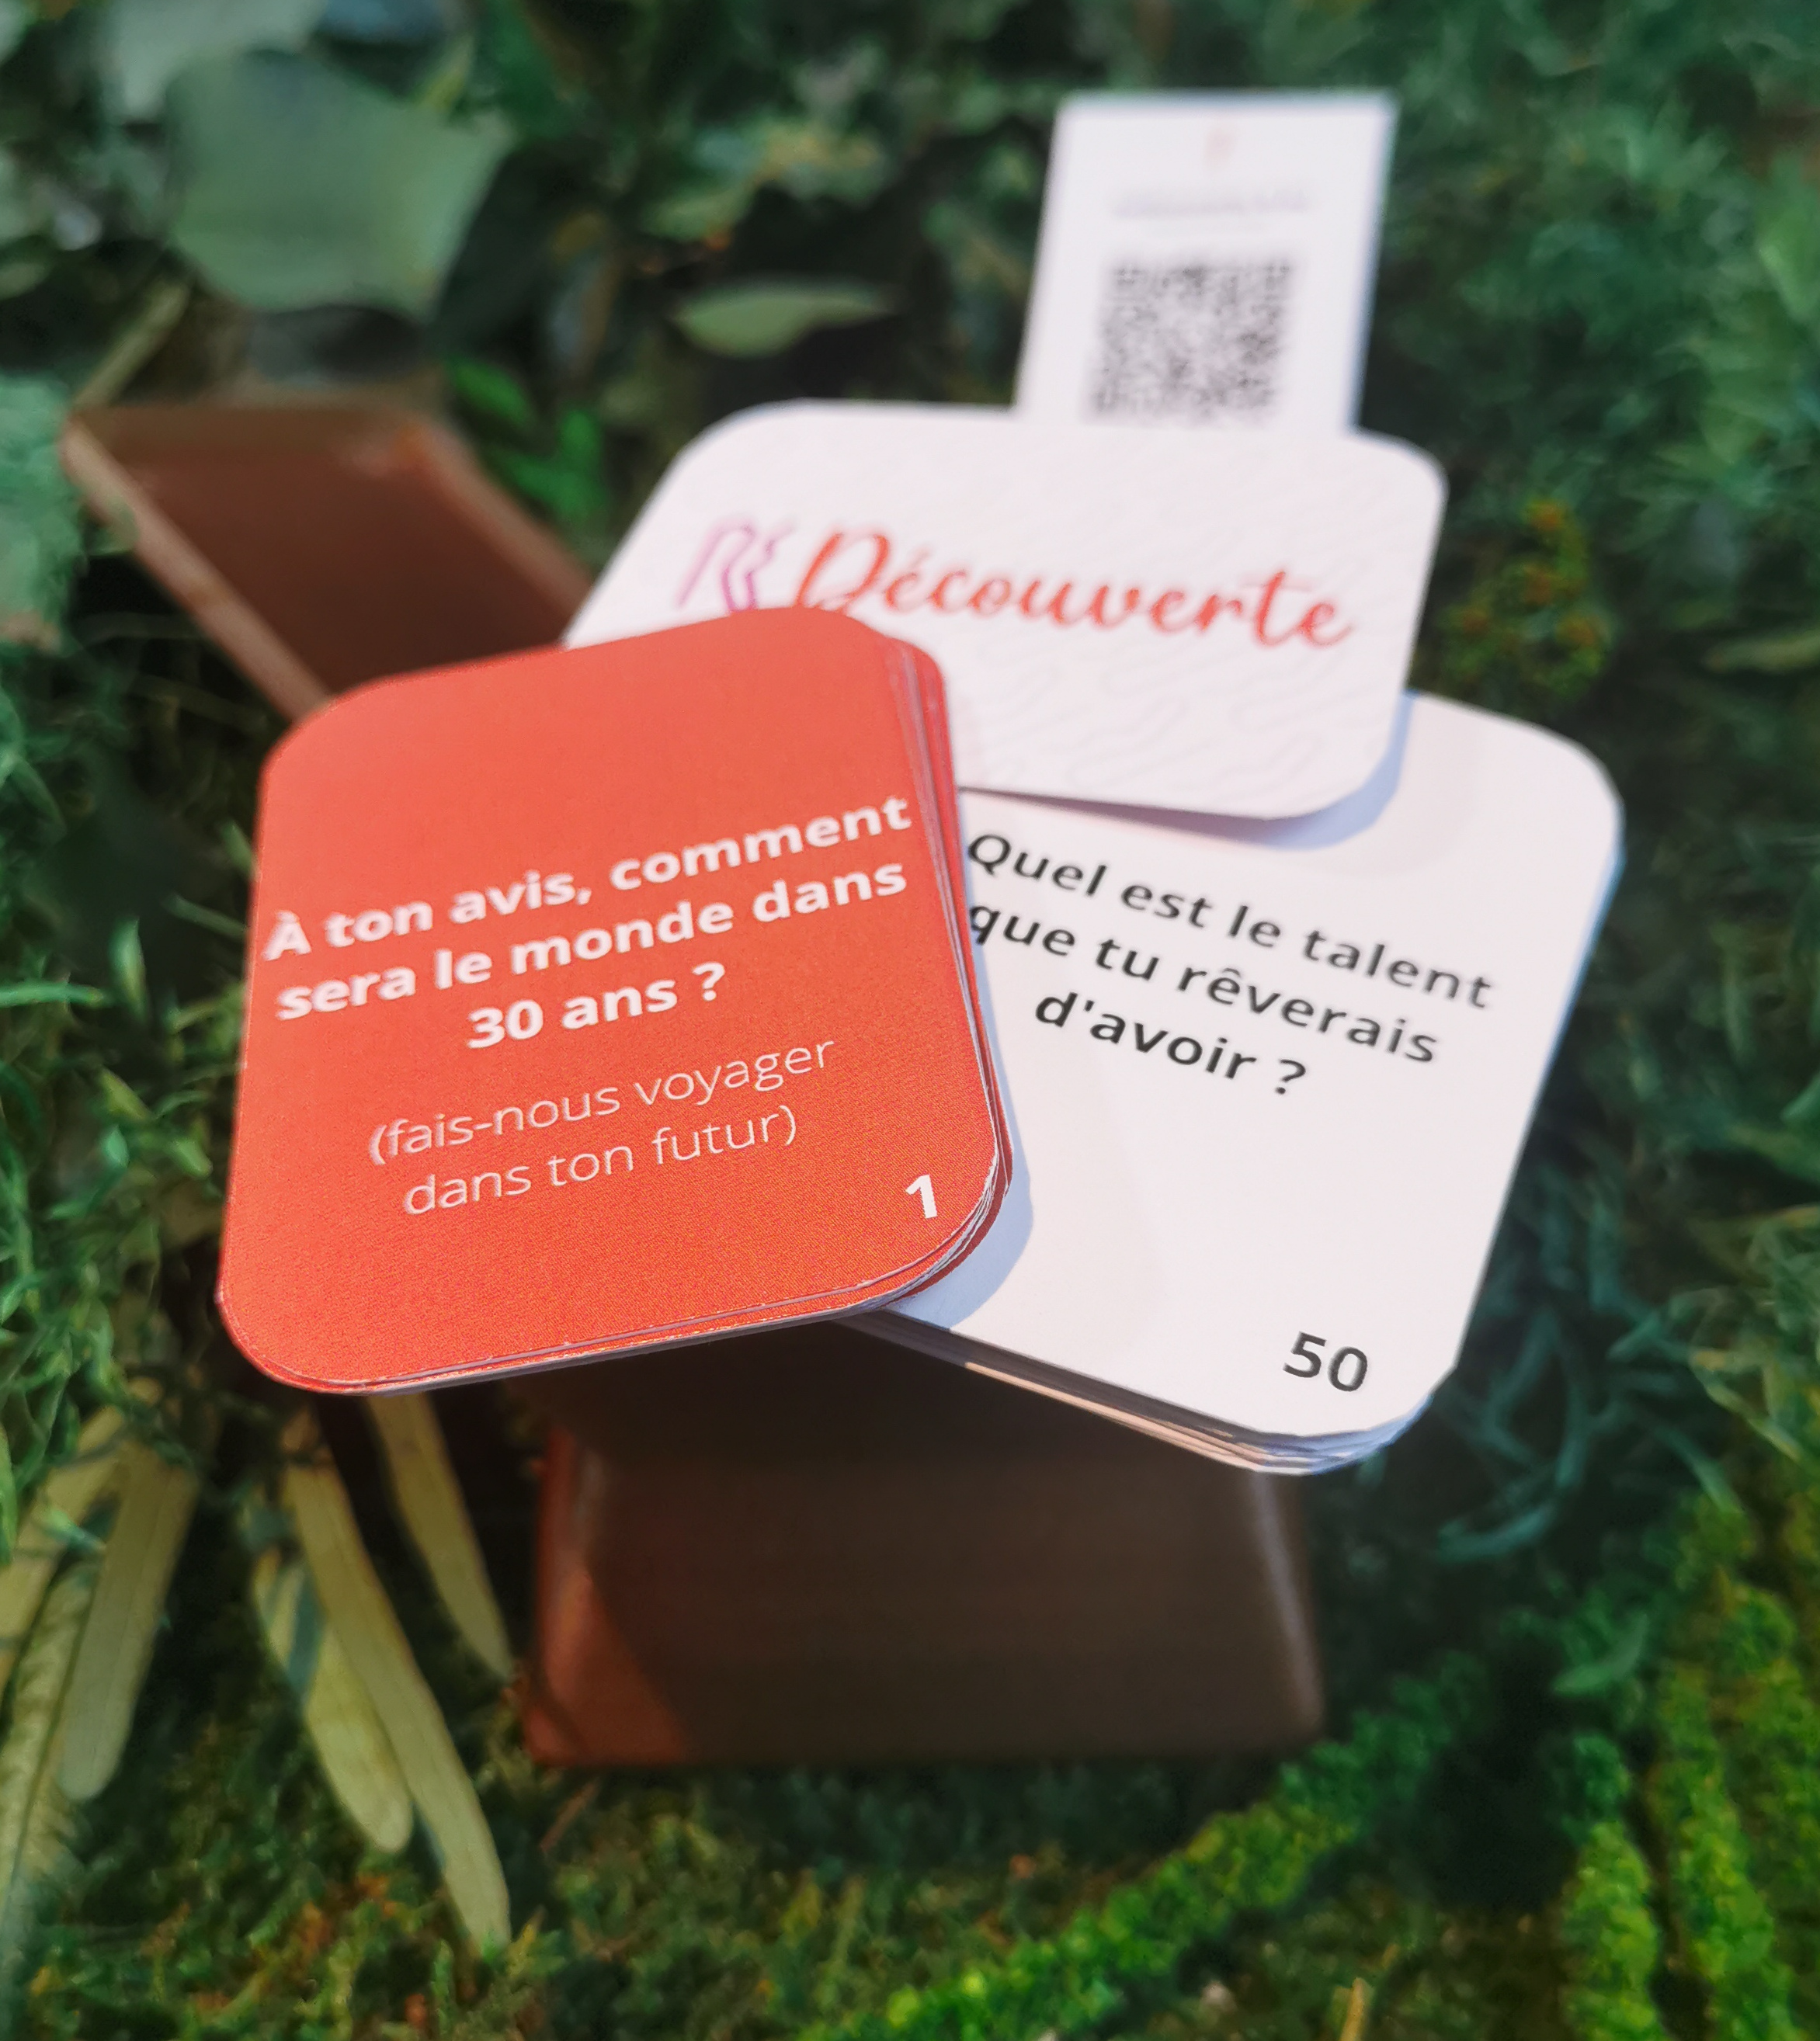 Découverte
À ton avis, comment
sera le monde dans
30 ans ?
(fais-nous voyager
dans ton futur)
1
Quel est le talent
que tu rêverais
d'avoir ?
50